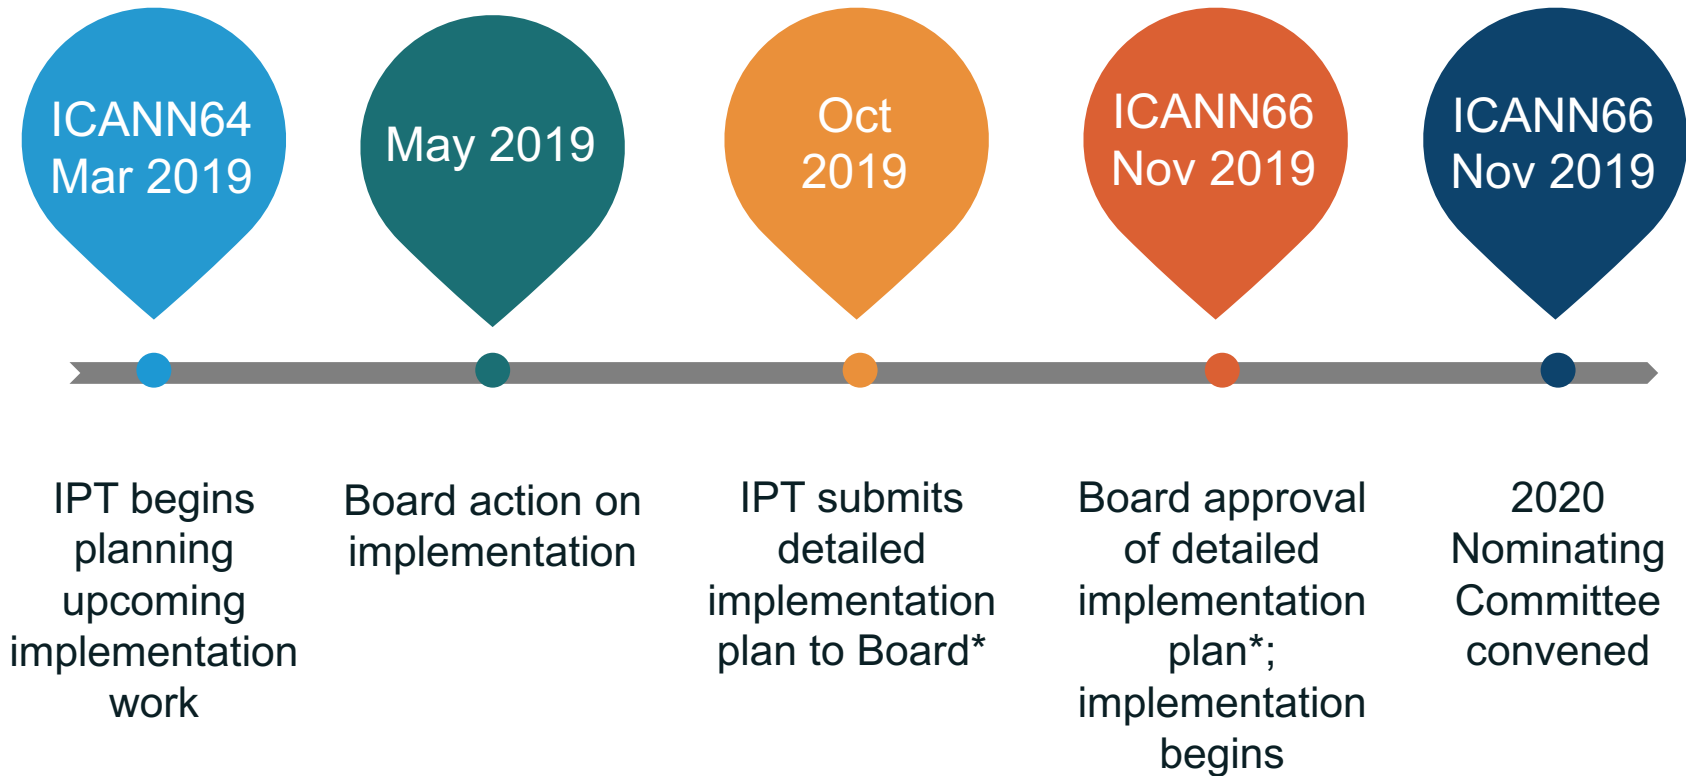 ICANN64
Mar 2019
May 2019
Oct
2019
ICANN66
Nov 2019
ICANN66
Nov 2019
IPT begins
planning
upcoming
implementation
work
Board action on
implementation
IPT submits
detailed
implementation
plan to Board*
Board approval
of detailed
implementation
plan*;
implementation
begins
2020
Nominating
Committee
convened